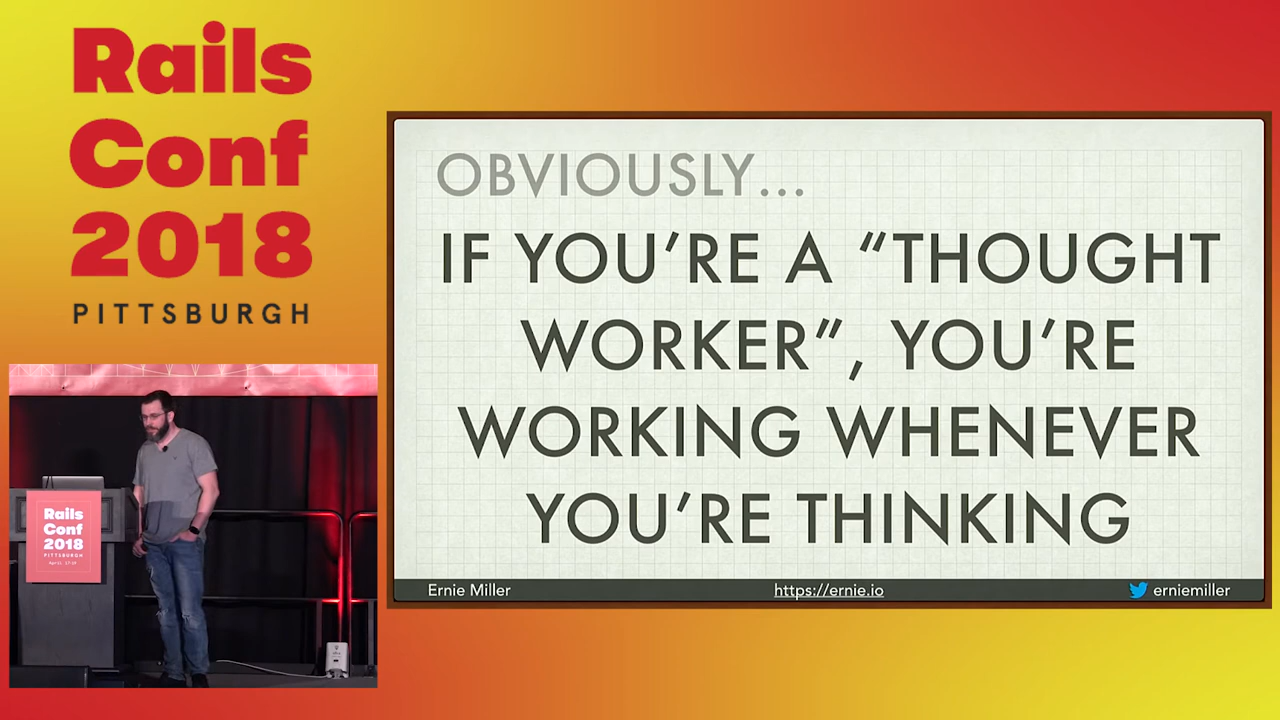 Rails
Conf
2018
PITTSBURGH
OBVIOUSLY...
IF YOU'RE A “THOUGHT
WORKER”, YOU'RE
WORKING WHENEVER
YOU'RE THINKING
Ernie Miller
https://ernie.io
erniemiller
Rails
Conf
2018
PITTSBURGH